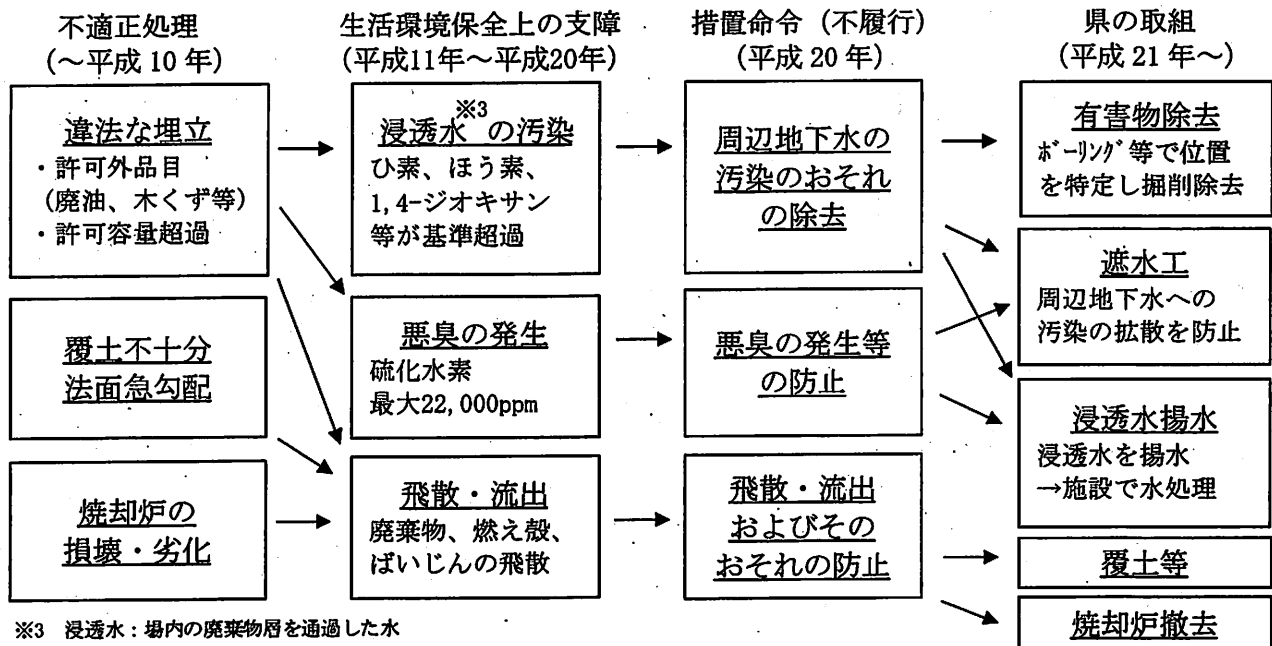 不適正処理
(～平成 10 年)
違法な埋立
・許可外品目
(廃油、木くず等)
・許可容量超過
覆土不十分
法面急勾配
焼却炉の
損壊・劣化
生活環境保全上の支障
(平成11年～平成20年)
浸透水※3の汚染
ひ素、ほう素、
1,4-ジオキサン
等が基準超過
悪臭の発生
硫化水素
最大22,000ppm
飛散・流出
廃棄物、燃え殻、
ばいじんの飛散
措置命令 (不履行)
(平成 20 年)
周辺地下水の
汚染のおそれ
の除去
悪臭の発生等
の防止
飛散・流出
およびその
おそれの防止
県の取組
(平成 21 年～)
有害物除去
ﾎﾞｰﾘﾝｸﾞ等で位置
を特定し掘削除去
遮水工
周辺地下水への
汚染の拡散を防止
浸透水揚水
浸透水を揚水
→施設で水処理
覆土等
焼却炉撤去
※3 浸透水：場内の廃棄物層を通過した水